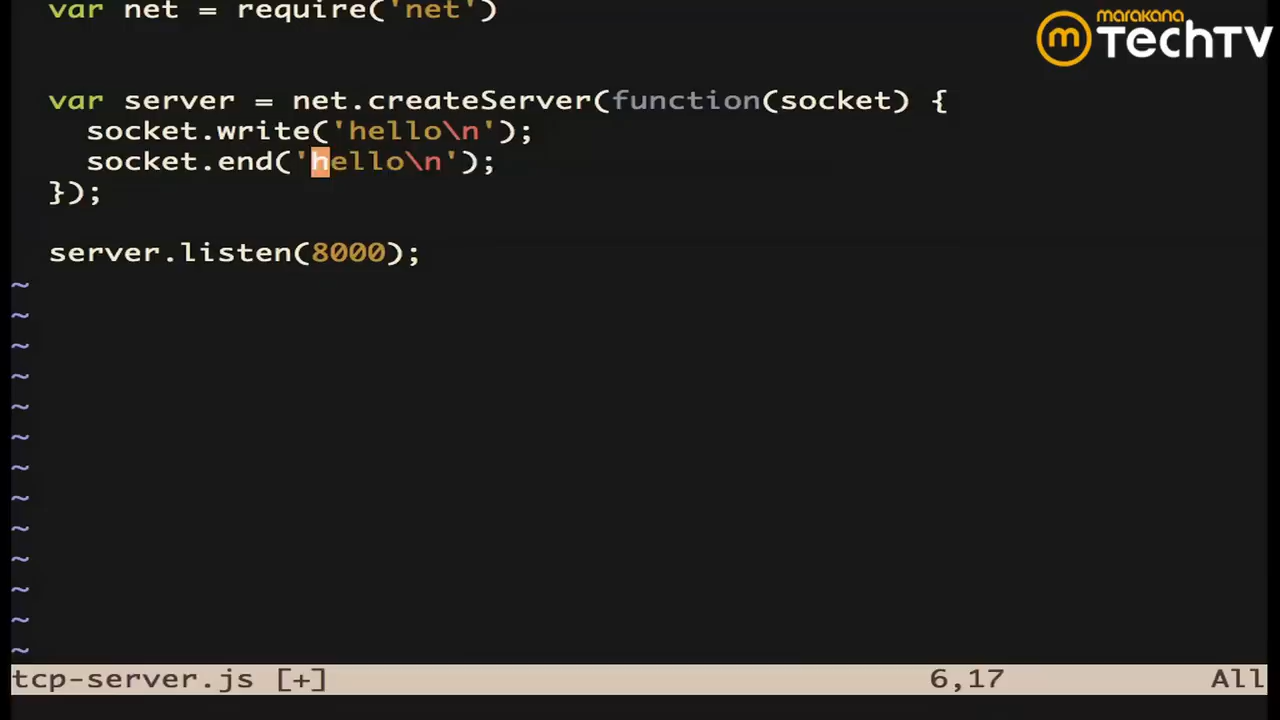 var net = require('net')
marakana
m TechTV
var server = net.createServer(function(socket) {
  socket.write('hello\n');
  socket.end('hello\n');
});
server.listen(8000);
~
~
~
~
~
~
~
~
~
~
~
~
~
tcp-server.js [+] 6,17 All